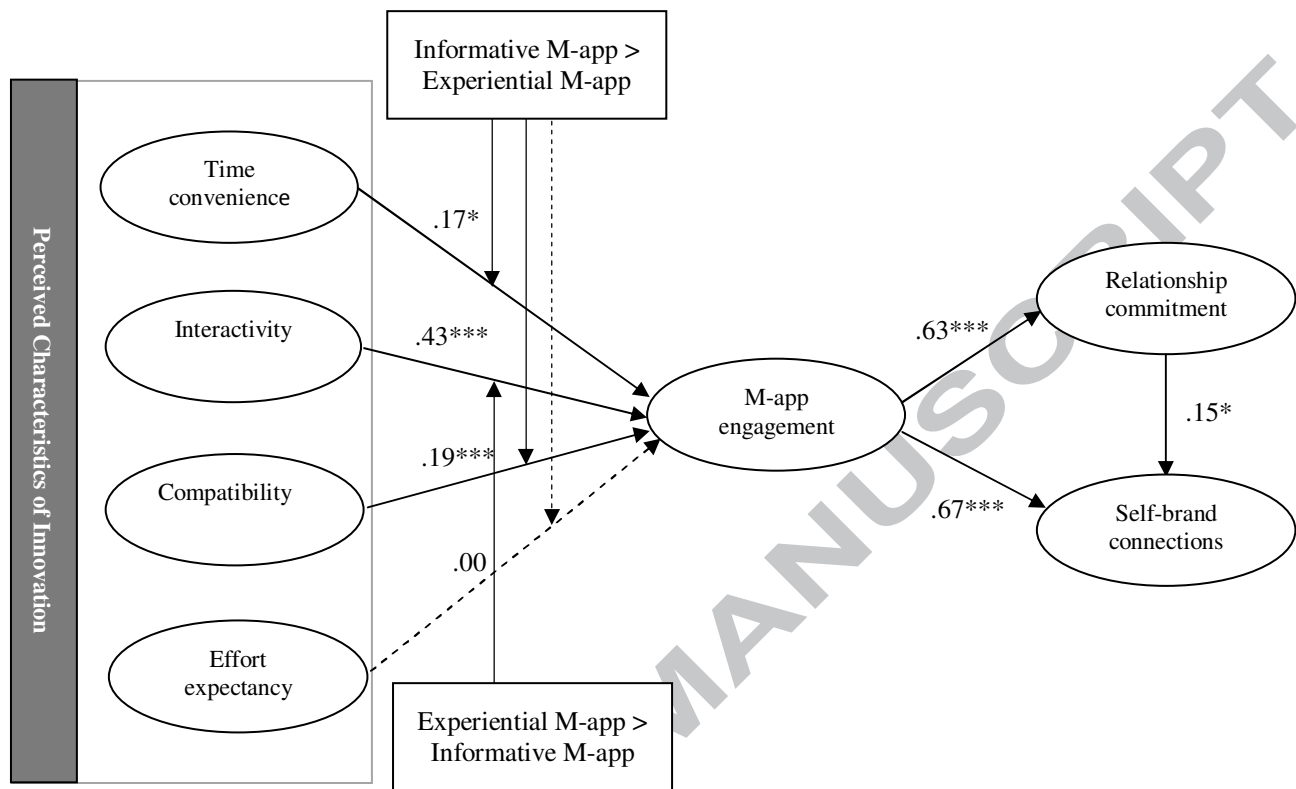 Informative M-app >
Experiential M-app
Perceived Characteristics of Innovation
Time
convenience
.17*
Interactivity
.43***
Compatibility
.19***
Effort
expectancy
.00
M-app
engagement
.63***
Relationship
commitment
.15*
.67***
Self-brand
connections
Experiential M-app >
Informative M-app
MANUSCRIPT